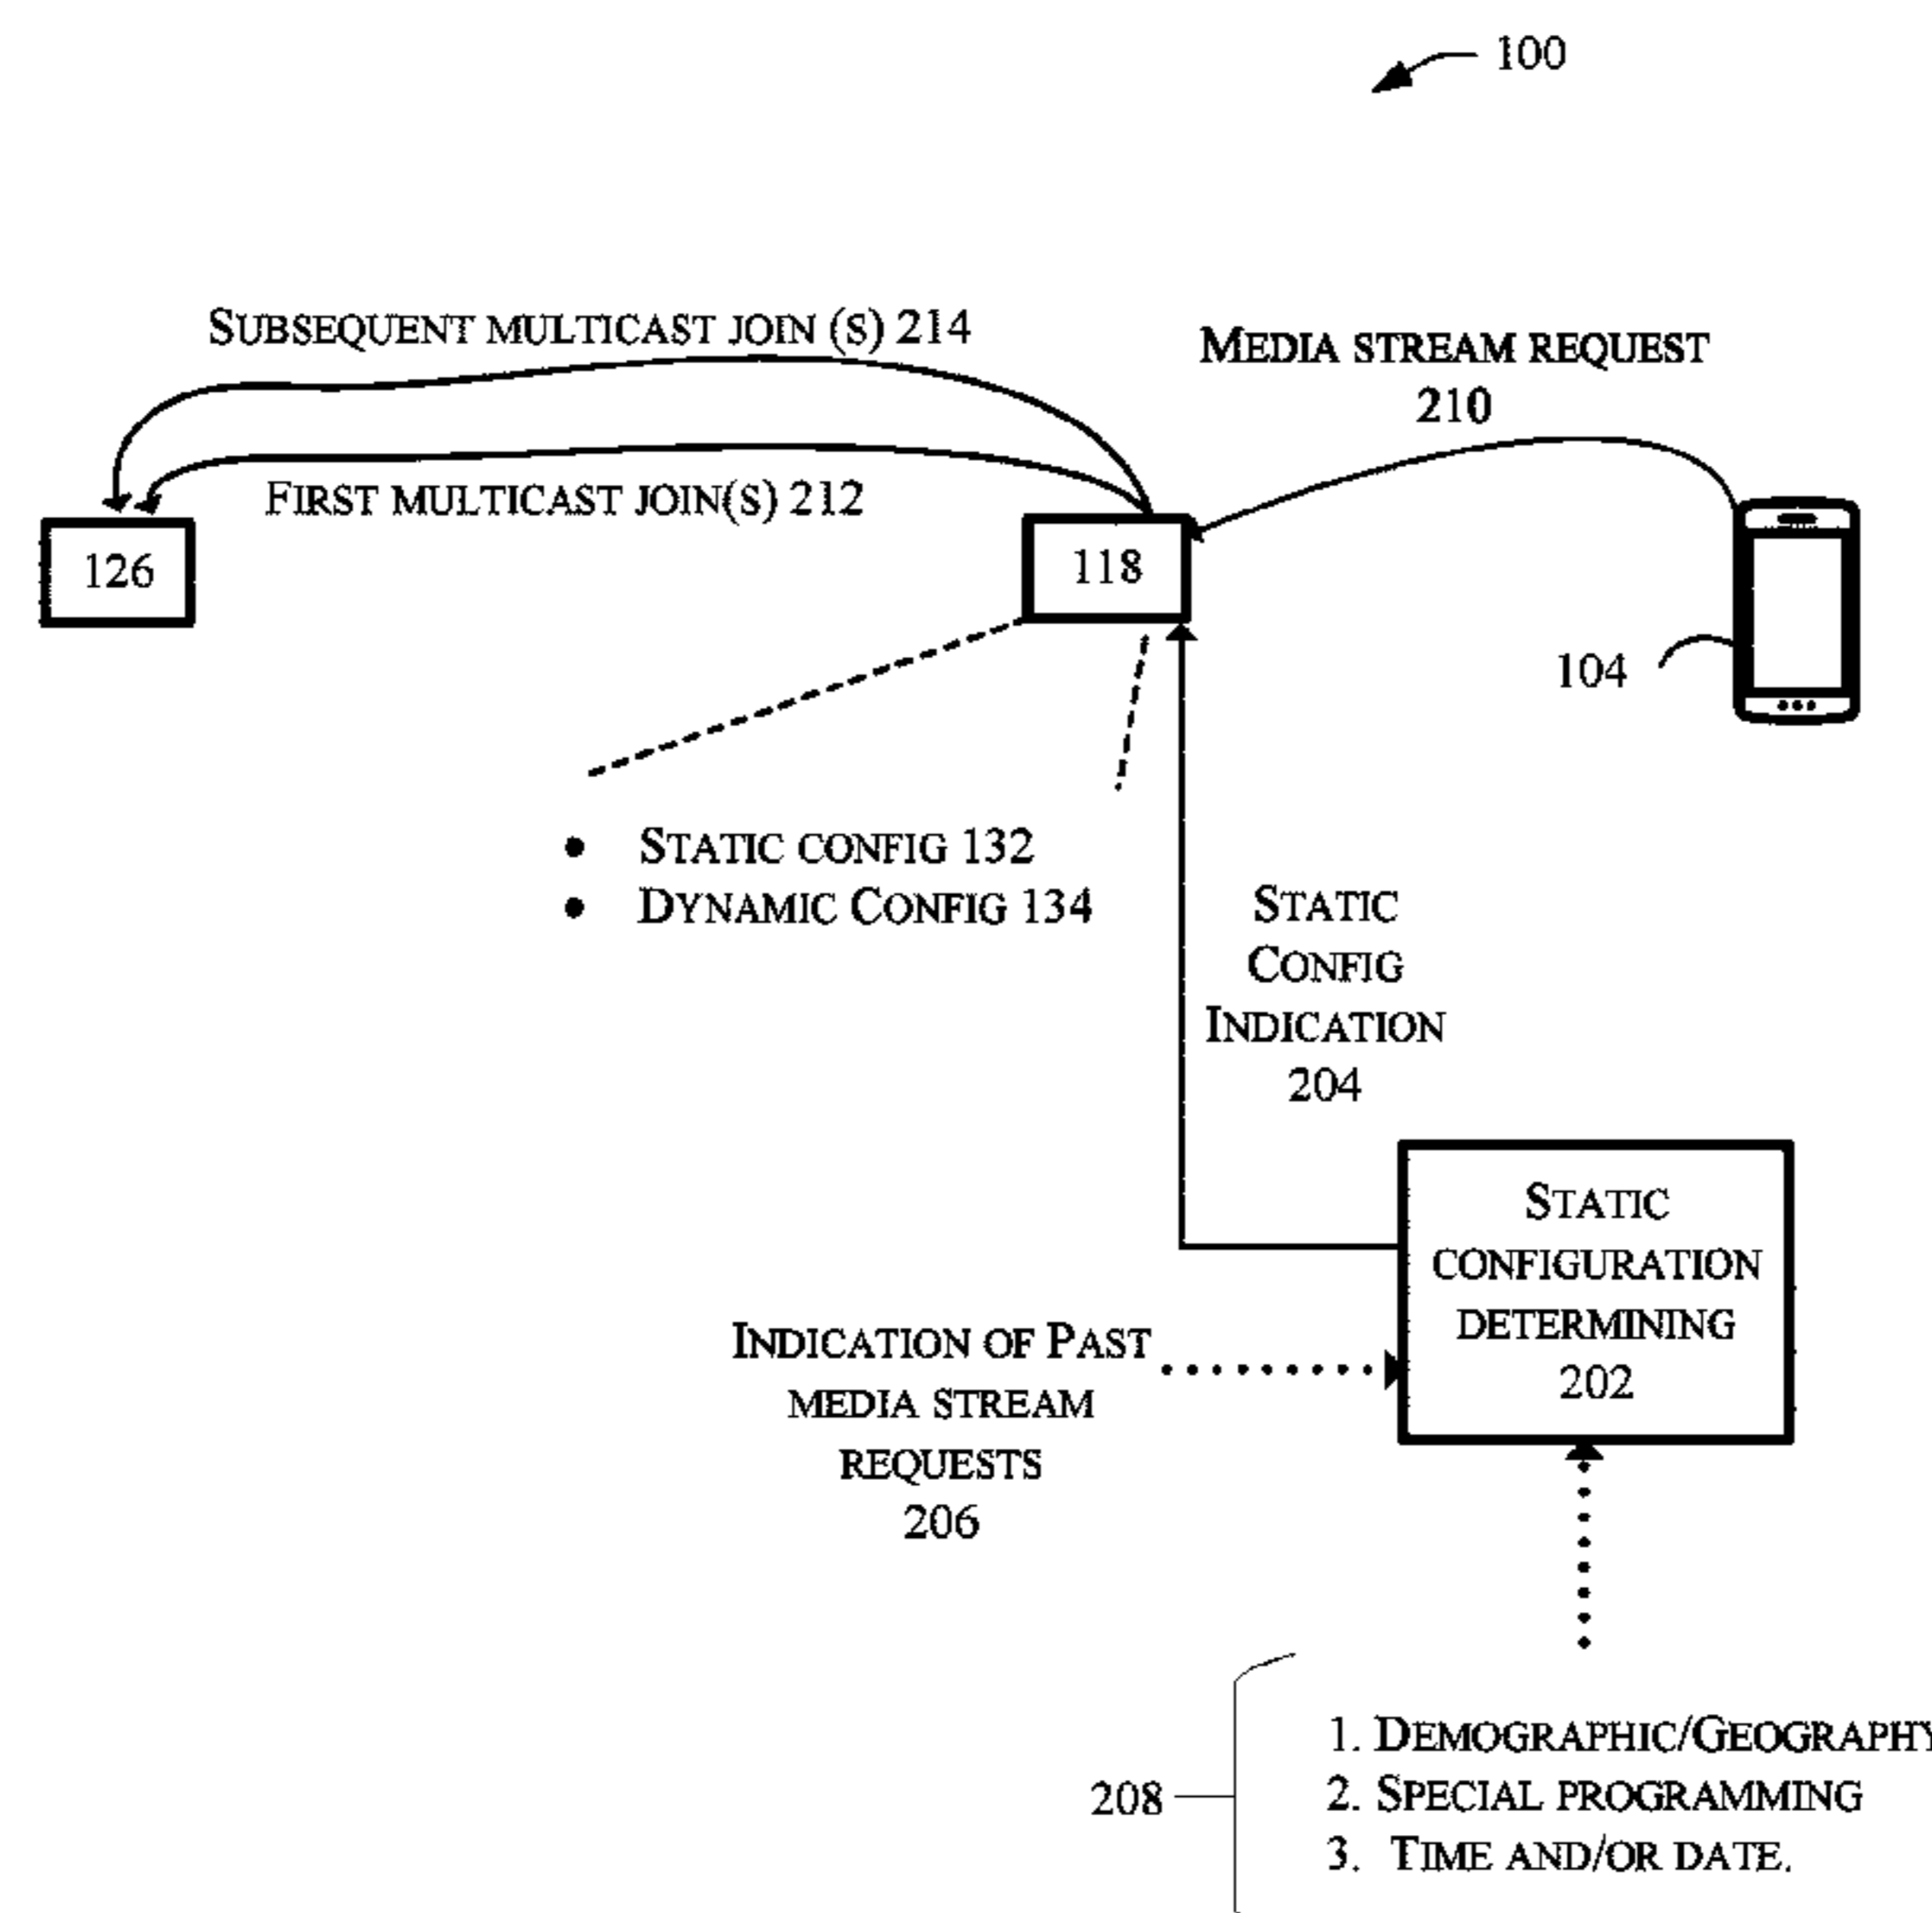 100
SUBSEQUENT MULTICAST JOIN (S) 214
MEDIA STREAM REQUEST
210
FIRST MULTICAST JOIN(S) 212
126
118
104
• STATIC CONFIG 132
• DYNAMIC CONFIG 134
STATIC
CONFIG
INDICATION
204
STATIC
CONFIGURATION
DETERMINING
202
INDICATION OF PAST
MEDIA STREAM
REQUESTS
206
208
1. DEMOGRAPHIC/GEOGRAPHY
2. SPECIAL PROGRAMMING
3. TIME AND/OR DATE.